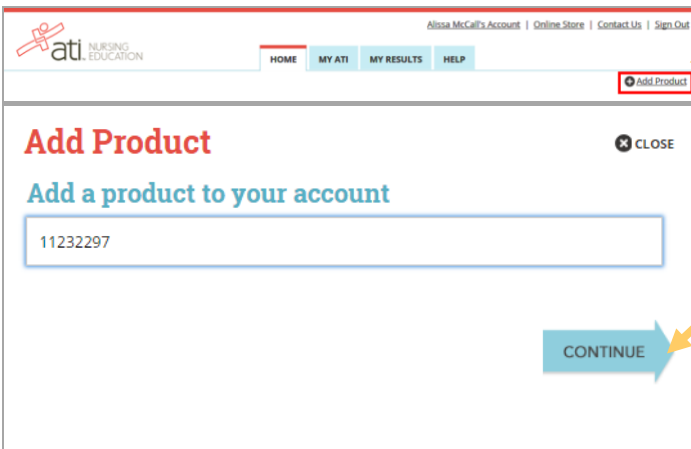 Alissa McCall's Account | Online Store | Contact Us | Sign Out
ati NURSING EDUCATION
HOME MY ATI MY RESULTS HELP
Add Product
Add Product
CLOSE
Add a product to your account
11232297
CONTINUE